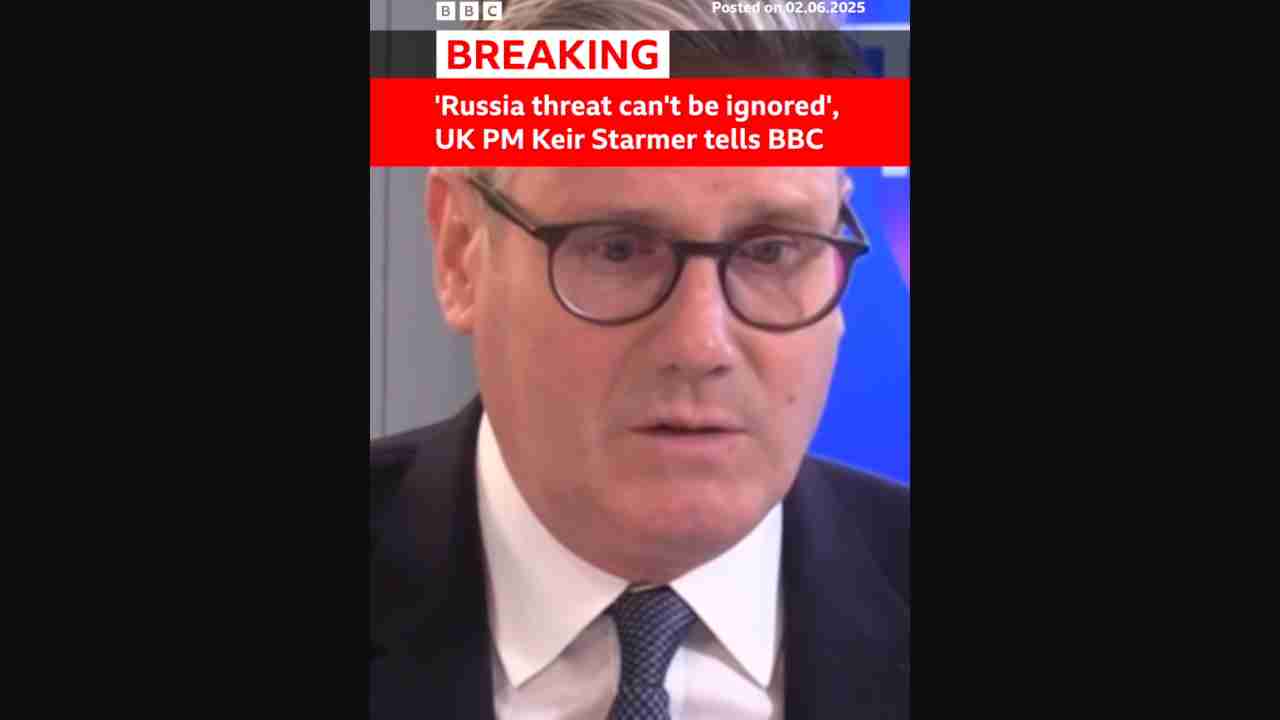 BBC
Posted on 02.06.2025
BREAKING
'Russia threat can't be ignored',
UK PM Keir Starmer tells BBC